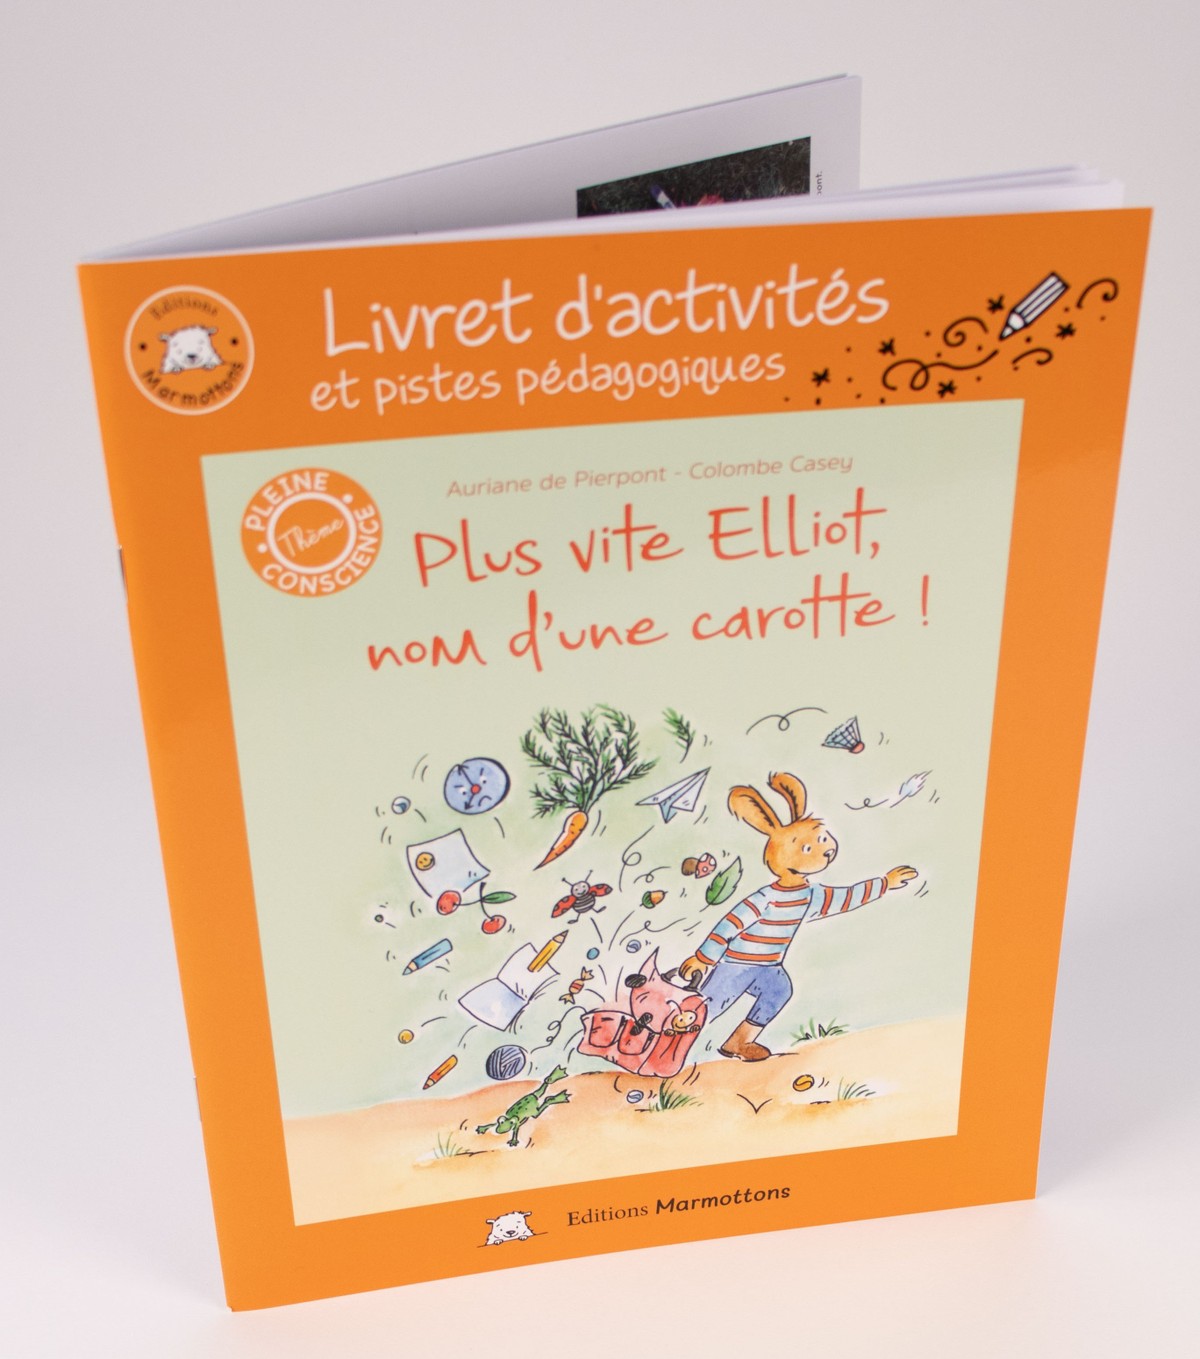 Editions
Marmottons
Livret d'activités
et pistes pédagogiques
PLEINE
Thème
CONSCIENCE
Auriane de Pierpont - Colombe Casey
Plus vite Elliot,
nom d'une carotte !
Editions Marmottons